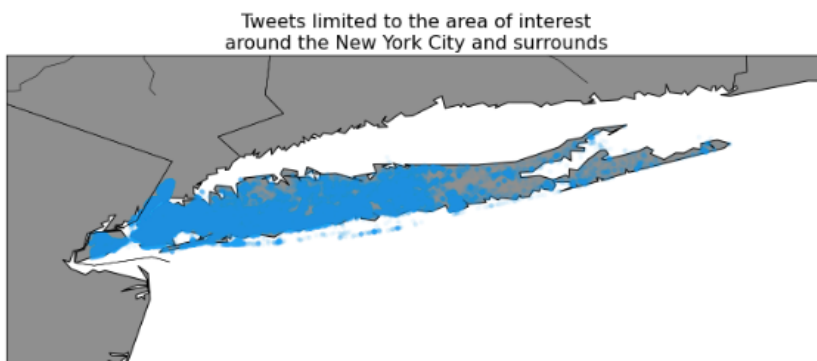 Tweets limited to the area of interest
around the New York City and surrounds